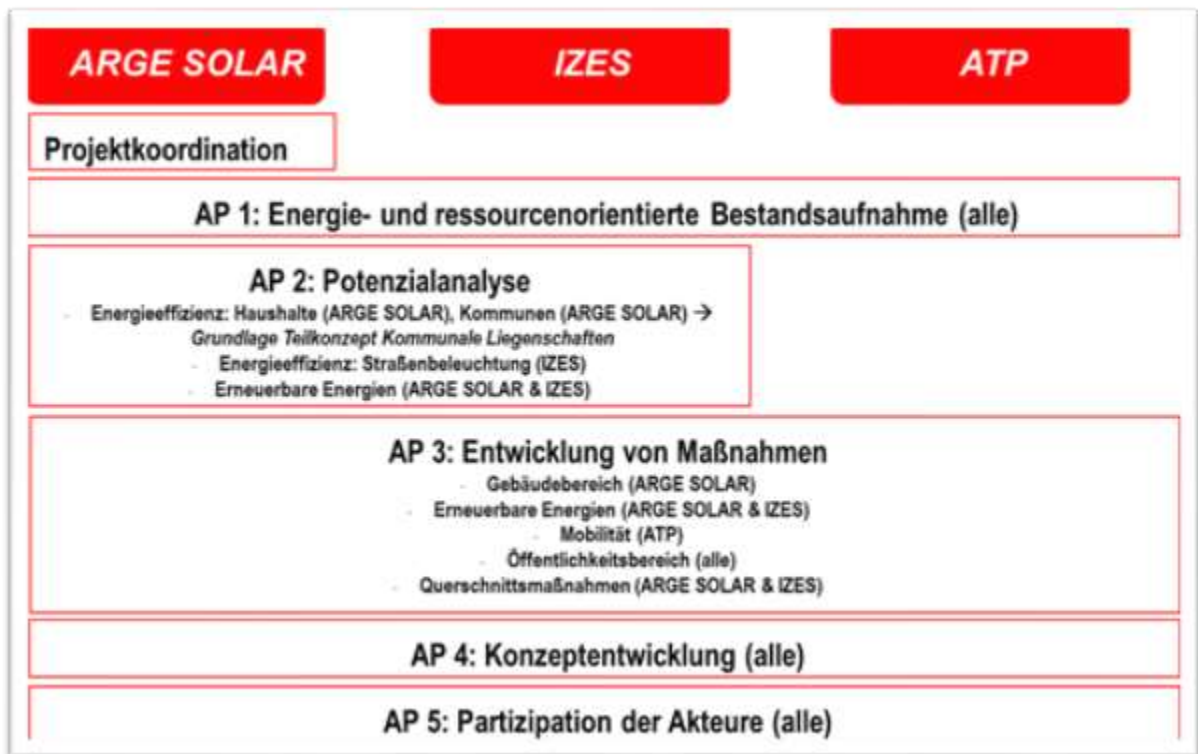 ARGE SOLAR
IZES
ATP
Projektkoordination
AP 1: Energie- und ressourcenorientierte Bestandsaufnahme (alle)
AP 2: Potenzialanalyse
- Energieeffizienz: Haushalte (ARGE SOLAR), Kommunen (ARGE SOLAR) →
Grundlage Teilkonzept Kommunale Liegenschaften
- Energieeffizienz: Straßenbeleuchtung (IZES)
- Erneuerbare Energien (ARGE SOLAR & IZES)
AP 3: Entwicklung von Maßnahmen
- Gebäudebereich (ARGE SOLAR)
- Erneuerbare Energien (ARGE SOLAR & IZES)
- Mobilität (ATP)
- Öffentlichkeitsbereich (alle)
- Querschnittsmaßnahmen (ARGE SOLAR & IZES)
AP 4: Konzeptentwicklung (alle)
AP 5: Partizipation der Akteure (alle)